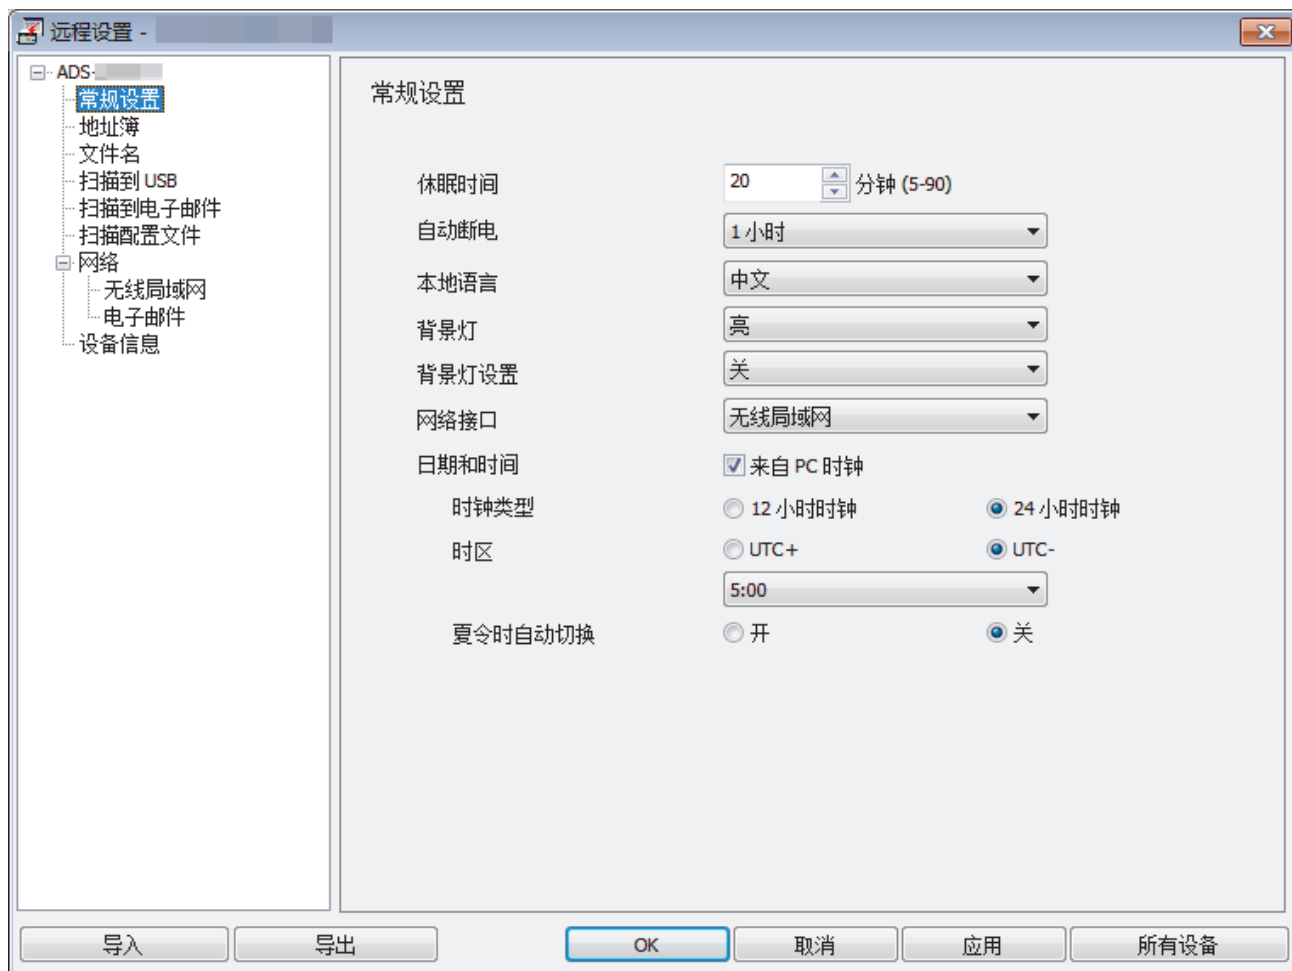 远程设置 -
ADS-
常规设置
地址簿
文件名
扫描到 USB
扫描到电子邮件
扫描配置文件
网络
无线局域网
电子邮件
设备信息
常规设置
休眠时间 20 分钟 (5-90)
自动断电 1 小时
本地语言 中文
背景灯 亮
背景灯设置 关
网络接口 无线局域网
日期和时间 来自 PC 时钟
时钟类型 12 小时时钟 24 小时时钟
时区 UTC+ UTC-
5:00
夏令时自动切换 开 关
导入 导出 OK 取消 应用 所有设备